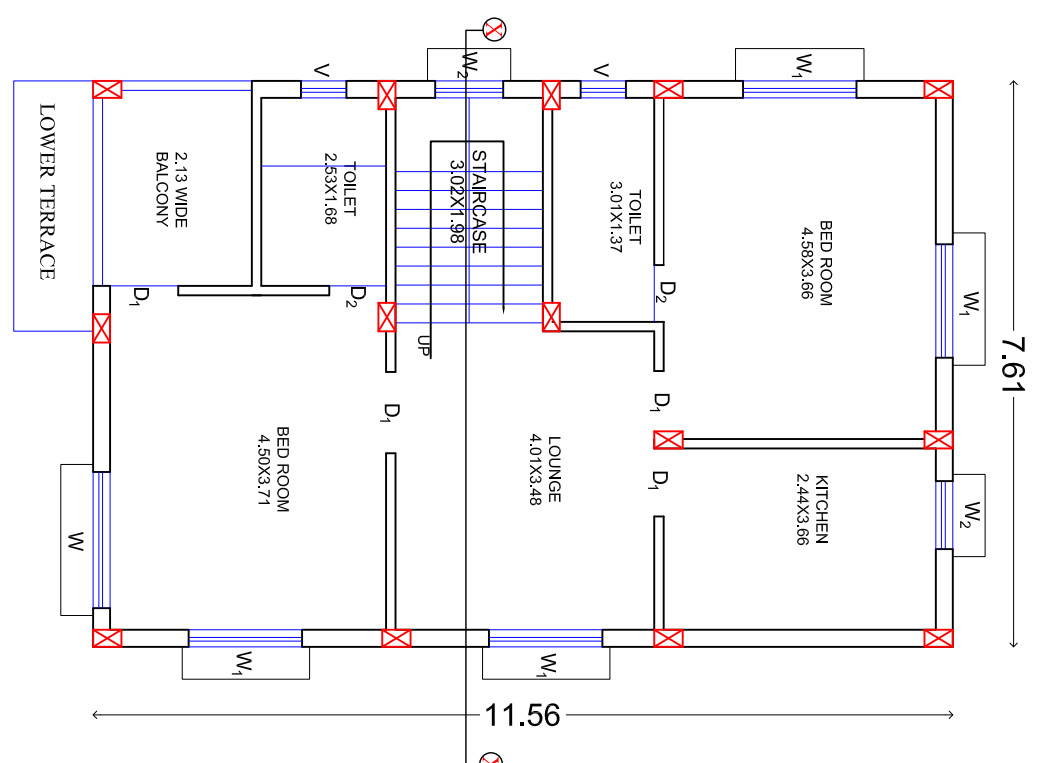 X
V
W2
V
W1
LOWER TERRACE
2.13 WIDE
BALCONY
TOILET
2.53X1.68
STAIRCASE
3.02X1.98
TOILET
3.01X1.37
BED ROOM
4.58X3.66
W1
7.61
D1
D2
D2
UP
D1
D1
BED ROOM
4.50X3.71
LOUNGE
4.01X3.48
D1
KITCHEN
2.44X3.66
W2
W
W1
W1
11.56
X